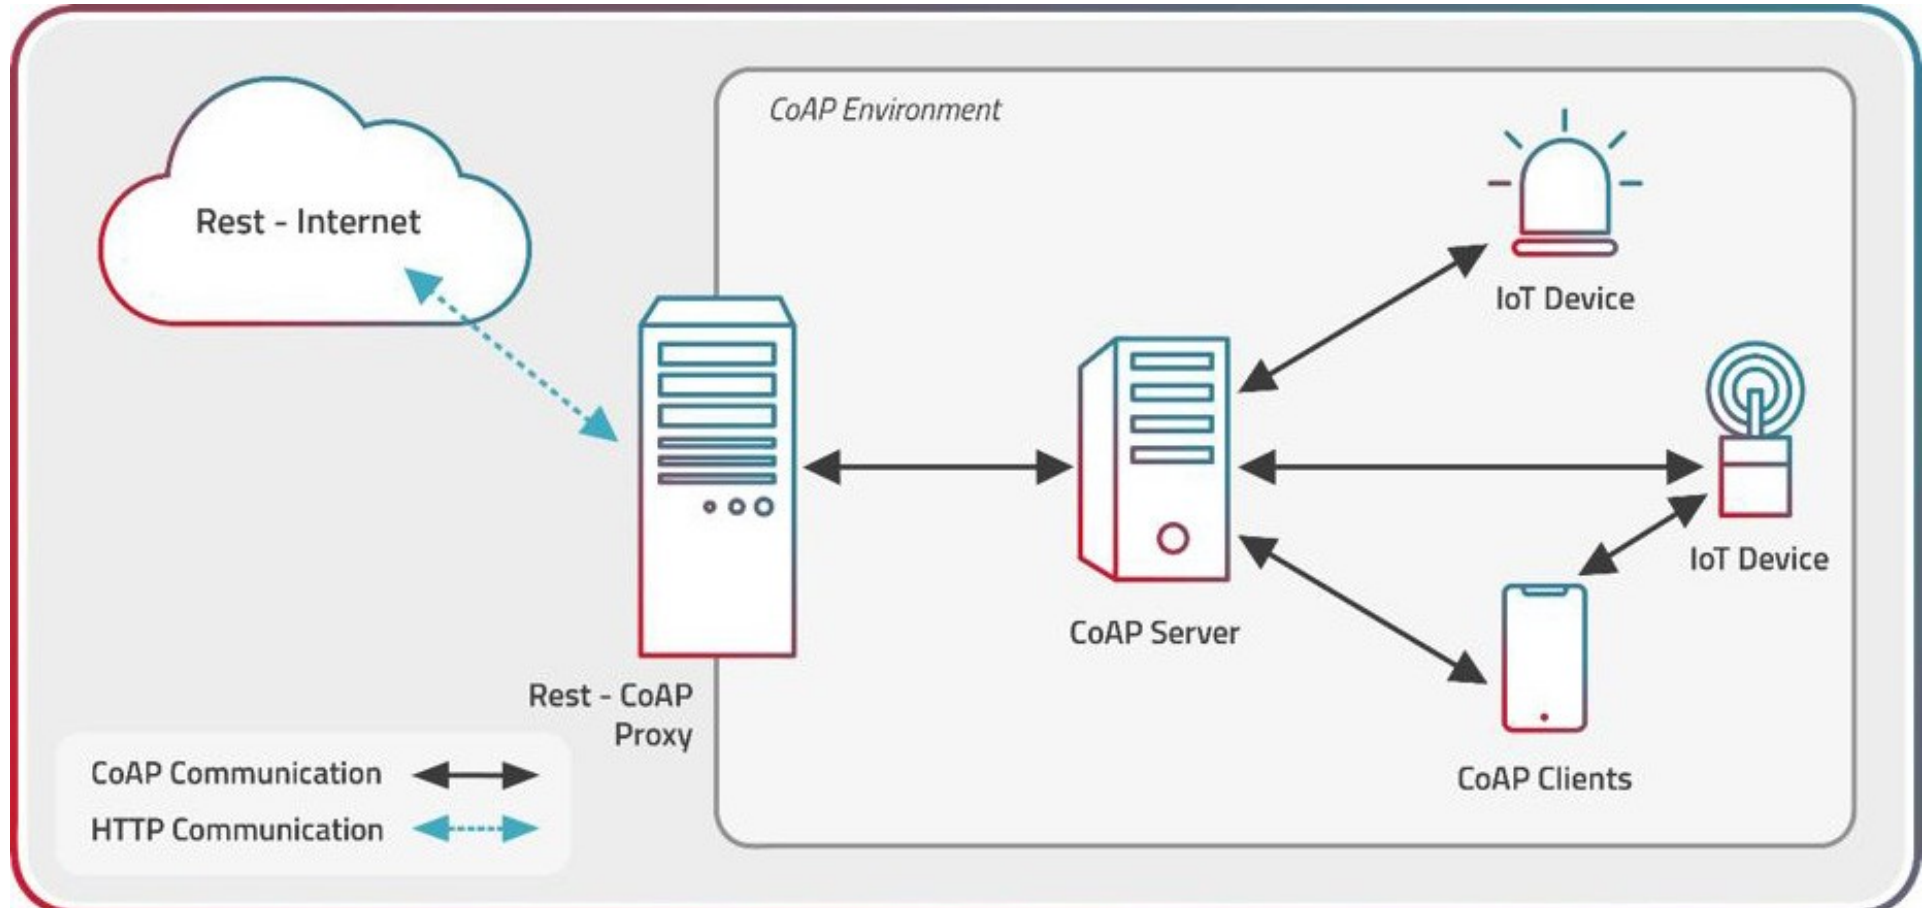 CoAP Environment
Rest - Internet
IoT Device
IoT Device
CoAP Server
Rest - CoAP
Proxy
CoAP Clients
CoAP Communication
HTTP Communication